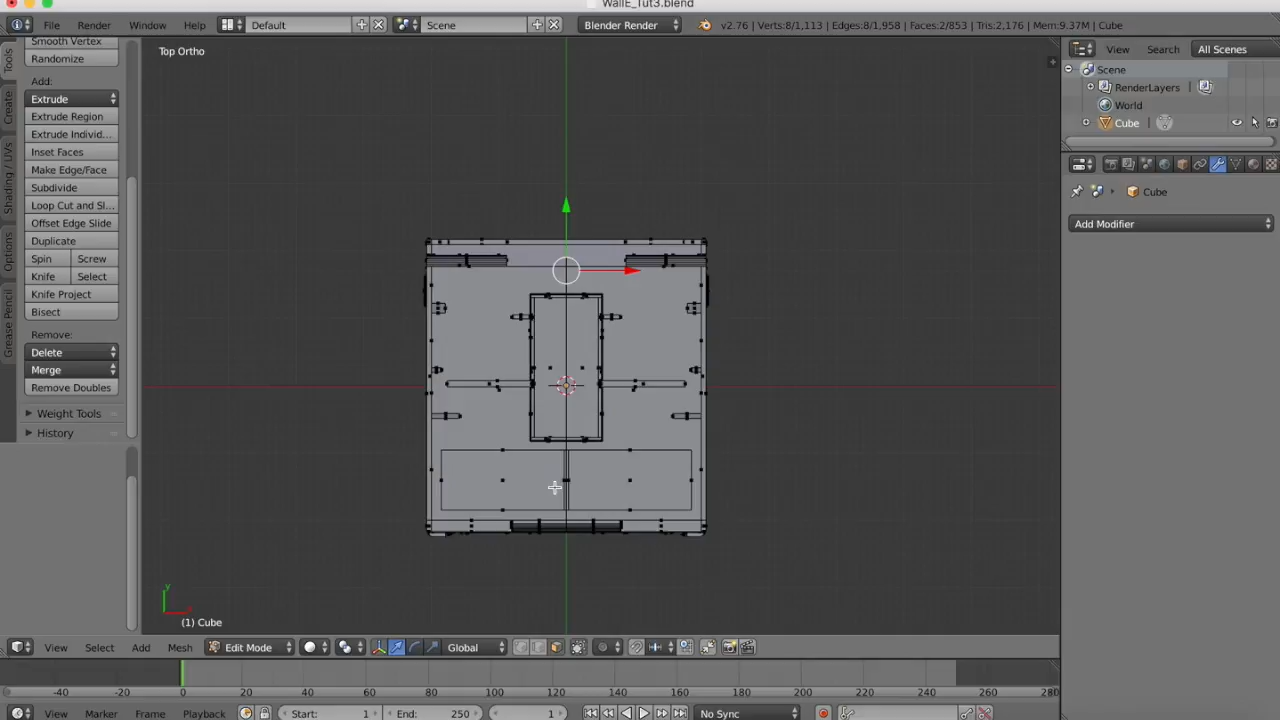 WallE_Tut3.blend
File Render Window Help Default Scene Blender Render v2.76 | Verts:8/1,113 | Edges:8/1,958 | Faces:2/853 | Tris:2,176 | Mem:9.37M | Cube
View Search All Scenes
Smooth Vertex
Randomize
Add:
Extrude
Extrude Region
Extrude Individ...
Inset Faces
Make Edge/Face
Subdivide
Loop Cut and Sl...
Offset Edge Slide
Duplicate
Spin Screw
Knife Select
Knife Project
Bisect
Remove:
Delete
Merge
Remove Doubles
Weight Tools
History
Tools
Create
Shading / UVs
Options
Grease Pencil
Top Ortho
y
(1) Cube
Scene
RenderLayers
World
Cube
Cube
Add Modifier
View Select Add Mesh Edit Mode Global
-40 -20 0 20 40 60 80 100 120 140 160 180 200 220 240 260 280
View Marker Frame Playback Start: 1 End: 250 1 No Sync